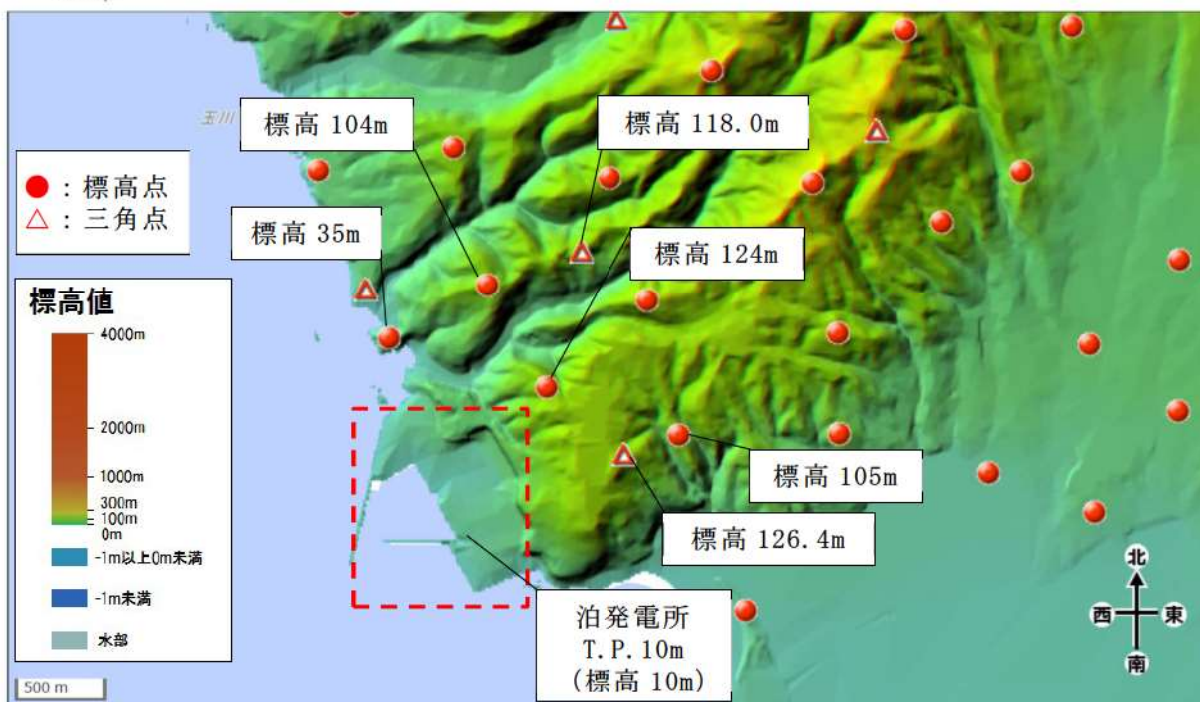 玉川
標高 104m
標高 118.0m
● : 標高点
△ : 三角点
標高 35m
標高 124m
標高値
4000m
2000m
1000m
300m
100m
0m
-1m以上0m未満
-1m未満
水部
標高 105m
標高 126.4m
泊発電所
T.P.10m
(標高 10m)
北
西
東
南
500 m